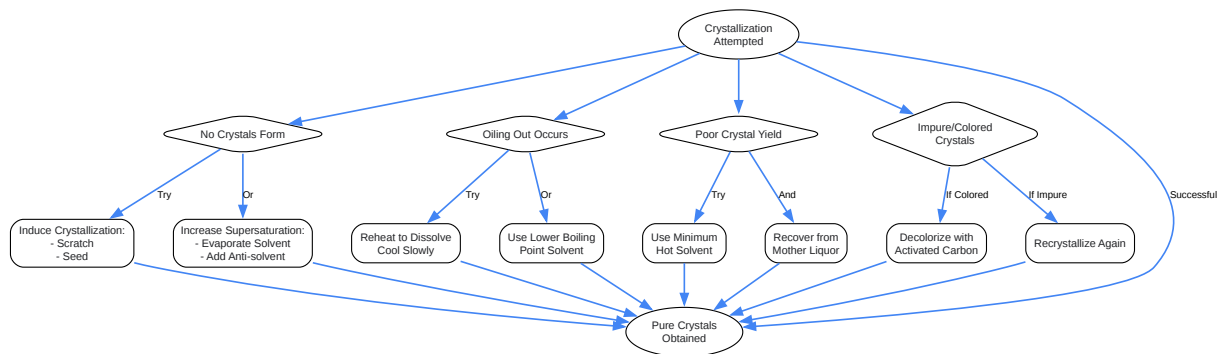 Crystallization
Attempted
No Crystals Form
Oiling Out Occurs
Poor Crystal Yield
Impure/Colored
Crystals
Try
Or
Try
Or
Try
And
If Colored
If Impure
Successful
Induce Crystallization:
- Scratch
- Seed
Increase Supersaturation:
- Evaporate Solvent
- Add Anti-solvent
Reheat to Dissolve
Cool Slowly
Use Lower Boiling
Point Solvent
Use Minimum
Hot Solvent
Recover from
Mother Liquor
Decolorize with
Activated Carbon
Recrystallize Again
Pure Crystals
Obtained